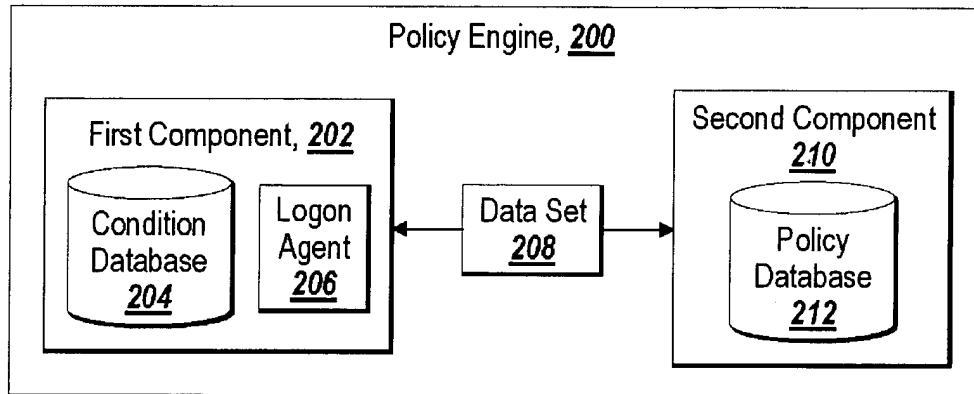 Policy Engine, 200
First Component, 202
Condition
Database
204
Logon
Agent
206
Data Set
208
Second Component
210
Policy
Database
212